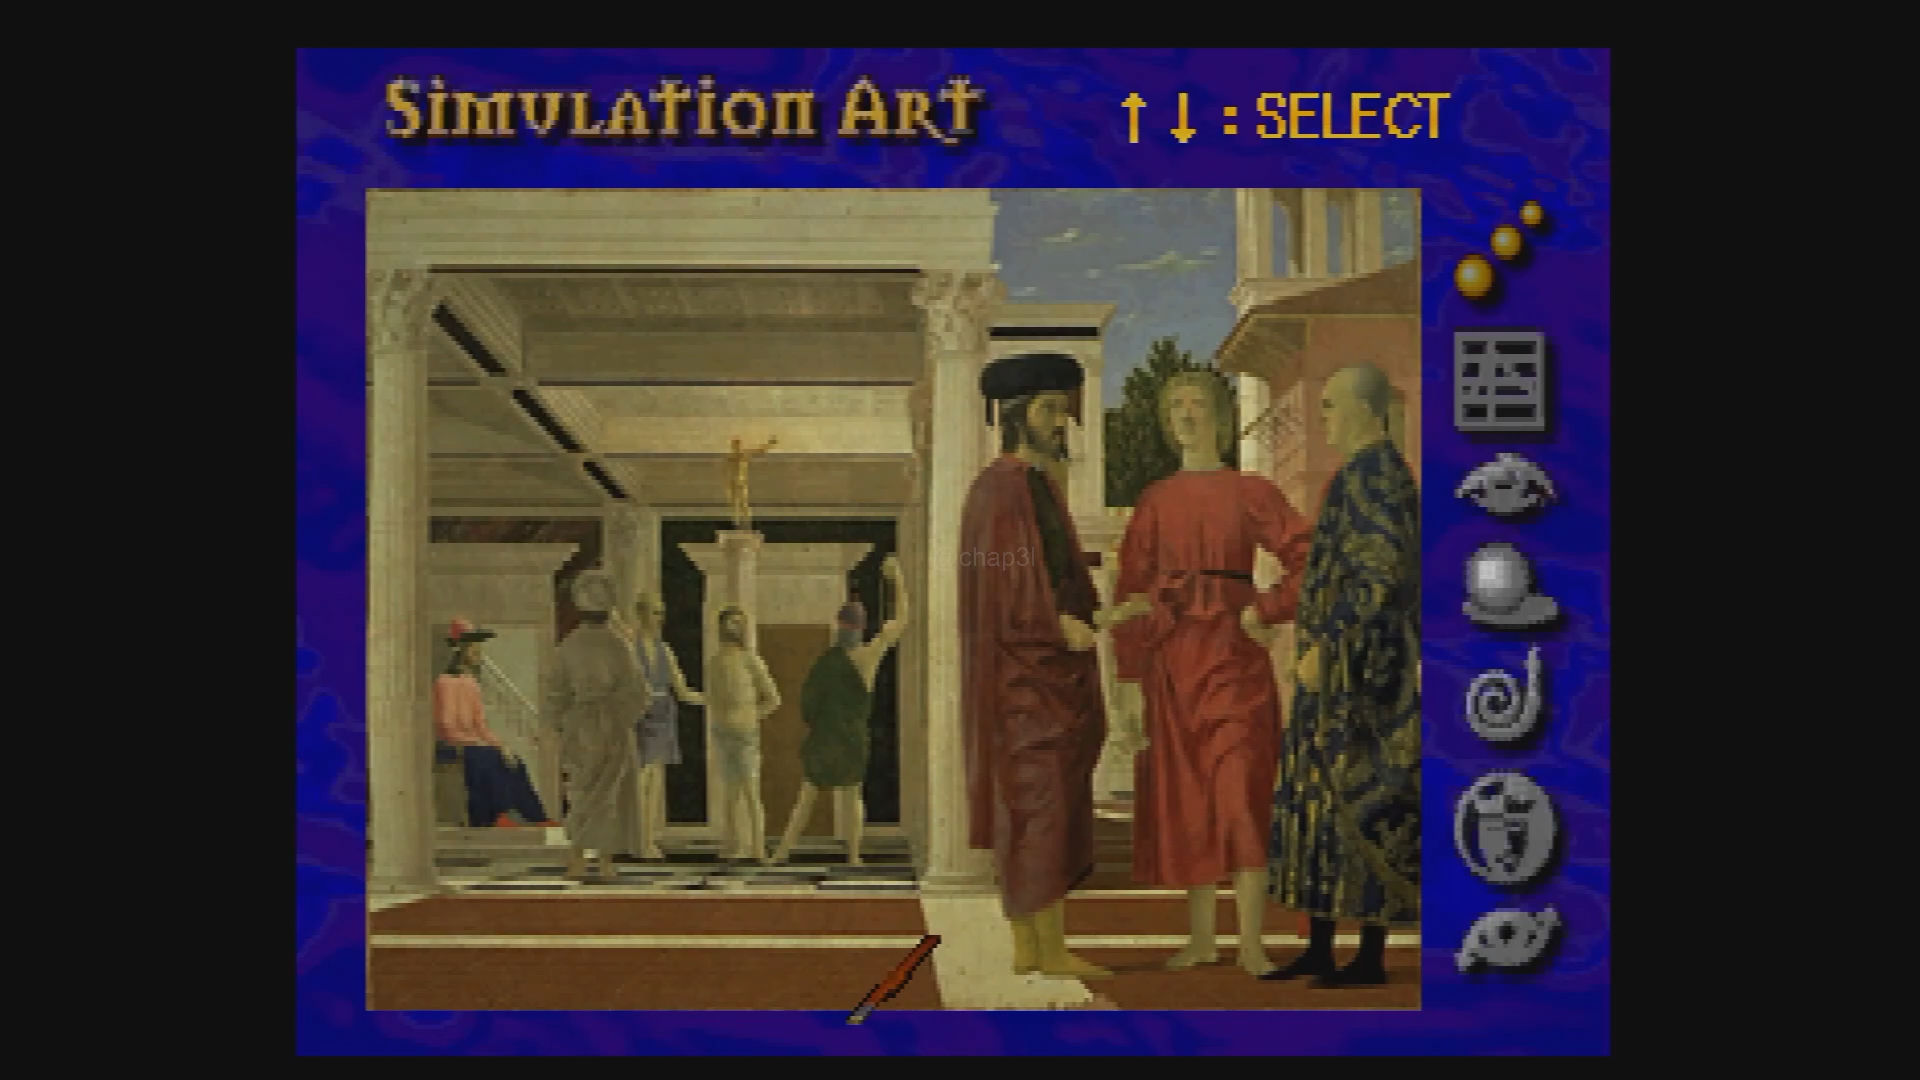 Simulation Art
↑ ↓ : SELECT
chap3l